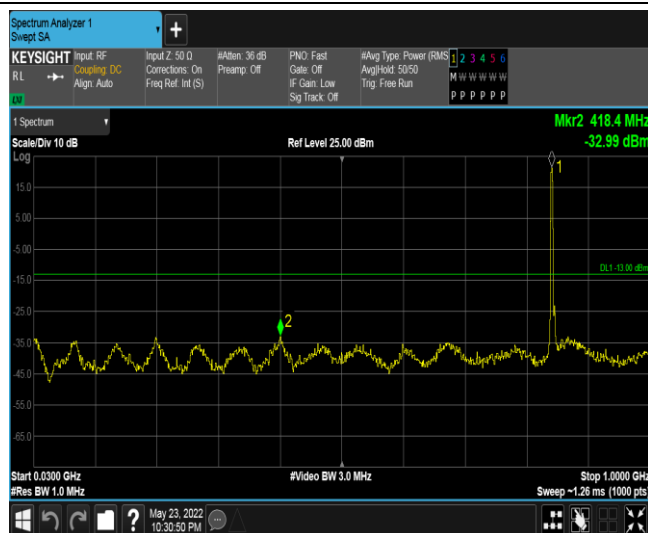 Spectrum Analyzer 1
Swept SA
+
KEYSIGHT
RL
LXI
Input: RF
Coupling: DC
Align: Auto
Input Z: 50 Ω
Corrections: On
Freq Ref: Int (S)
#Atten: 36 dB
Preamp: Off
PNO: Fast
Gate: Off
IF Gain: Low
Sig Track: Off
#Avg Type: Power (RMS
Avg|Hold: 50/50
Trig: Free Run
1 2 3 4 5 6
M W W W W W
P P P P P P
1 Spectrum
Mkr2 418.4 MHz
Scale/Div 10 dB
Ref Level 25.00 dBm
-32.99 dBm
Log
1
15.0
5.00
-5.00
DL1 -13.00 dBm
-15.0
-25.0
2
-35.0
-45.0
-55.0
-65.0
Start 0.0300 GHz
#Video BW 3.0 MHz
Stop 1.0000 GHz
#Res BW 1.0 MHz
Sweep ~1.26 ms (1000 pts)
?
May 23, 2022
10:30:50 PM